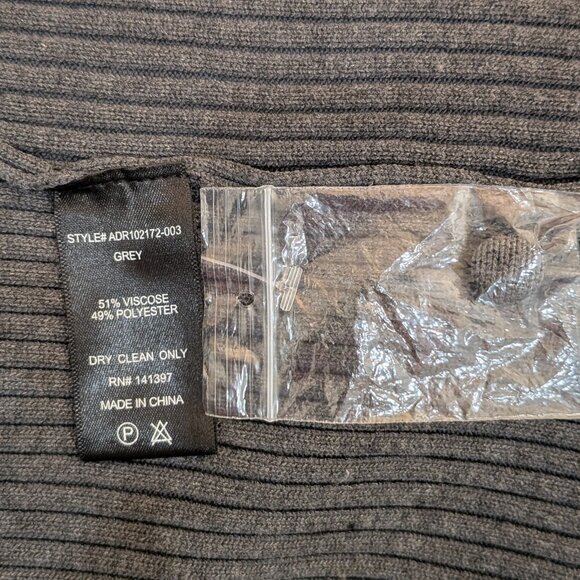 STYLE# ADR102172-003
GREY
51% VISCOSE
49% POLYESTER
DRY CLEAN ONLY
RN# 141397
MADE IN CHINA
P